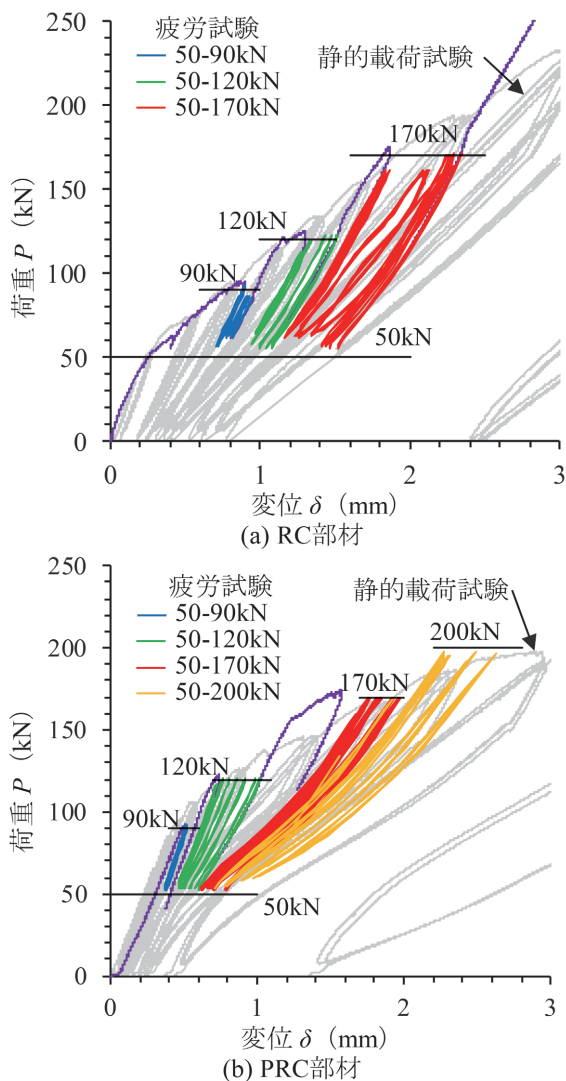 250
200
150
100
50
0
荷重 P (kN)
疲労試験
50-90kN
50-120kN
50-170kN
静的載荷試験
170kN
120kN
90kN
50kN
0 1 2 3
変位 δ (mm)
(a) RC部材
250
200
150
100
50
0
荷重 P (kN)
疲労試験
50-90kN
50-120kN
50-170kN
50-200kN
静的載荷試験
200kN
170kN
120kN
90kN
50kN
0 1 2 3
変位 δ (mm)
(b) PRC部材